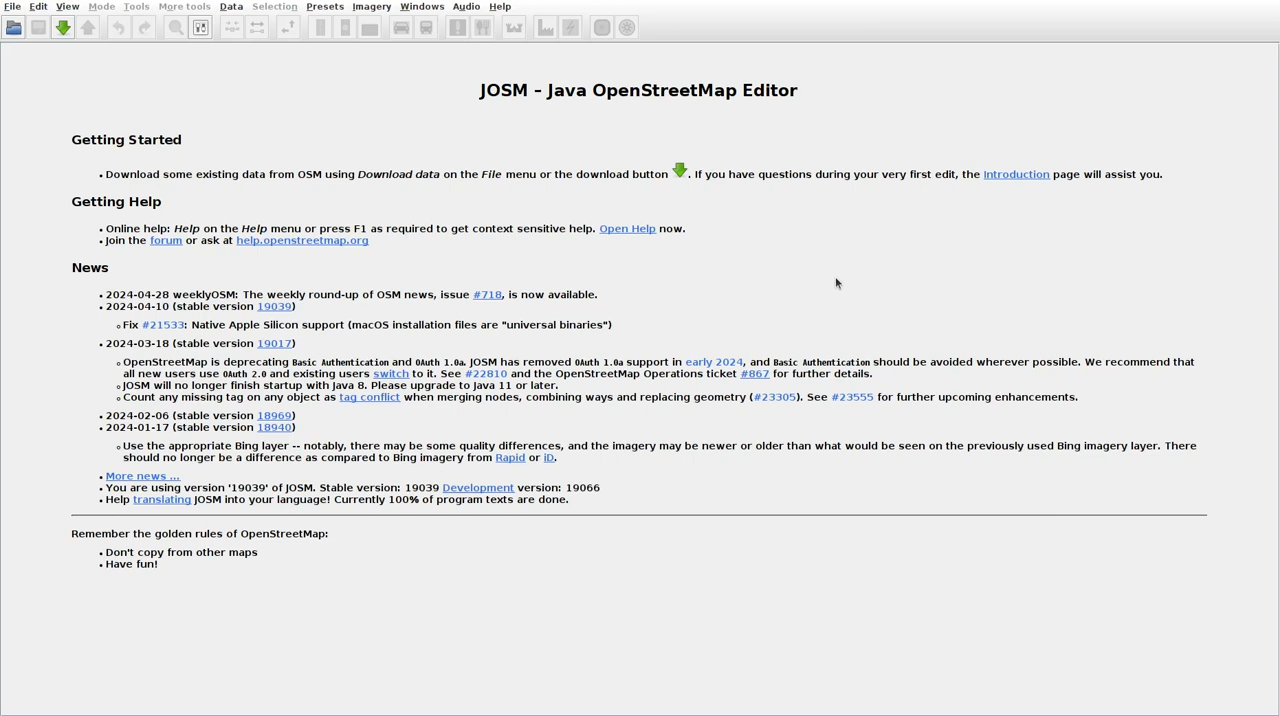 File Edit View Mode Tools More tools Data Selection Presets Imagery Windows Audio Help
JOSM – Java OpenStreetMap Editor
Getting Started
• Download some existing data from OSM using Download data on the File menu or the download button . If you have questions during your very first edit, the Introduction page will assist you.
Getting Help
• Online help: Help on the Help menu or press F1 as required to get context sensitive help. Open Help now.
• Join the forum or ask at help.openstreetmap.org
News
• 2024-04-28 weeklyOSM: The weekly round-up of OSM news, issue #718, is now available.
• 2024-04-10 (stable version 19039)
◦ Fix #21533: Native Apple Silicon support (macOS installation files are "universal binaries")
• 2024-03-18 (stable version 19017)
◦ OpenStreetMap is deprecating Basic Authentication and OAuth 1.0a. JOSM has removed OAuth 1.0a support in early 2024, and Basic Authentication should be avoided wherever possible. We recommend that
all new users use OAuth 2.0 and existing users switch to it. See #22810 and the OpenStreetMap Operations ticket #867 for further details.
◦ JOSM will no longer finish startup with Java 8. Please upgrade to Java 11 or later.
◦ Count any missing tag on any object as tag conflict when merging nodes, combining ways and replacing geometry (#23305). See #23555 for further upcoming enhancements.
• 2024-02-06 (stable version 18969)
• 2024-01-17 (stable version 18940)
◦ Use the appropriate Bing layer -- notably, there may be some quality differences, and the imagery may be newer or older than what would be seen on the previously used Bing imagery layer. There
should no longer be a difference as compared to Bing imagery from Rapid or iD.
• More news ...
• You are using version '19039' of JOSM. Stable version: 19039 Development version: 19066
• Help translating JOSM into your language! Currently 100% of program texts are done.
Remember the golden rules of OpenStreetMap:
• Don't copy from other maps
• Have fun!